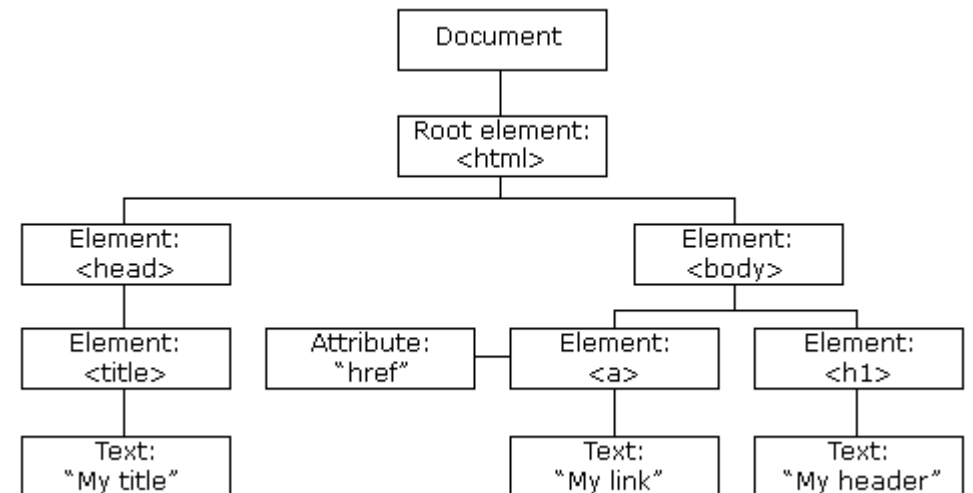 Document
Root element:
<html>
Element:
<head>
Element:
<body>
Element:
<title>
Attribute:
“href”
Element:
<a>
Element:
<h1>
Text:
“My title”
Text:
“My link”
Text:
“My header”